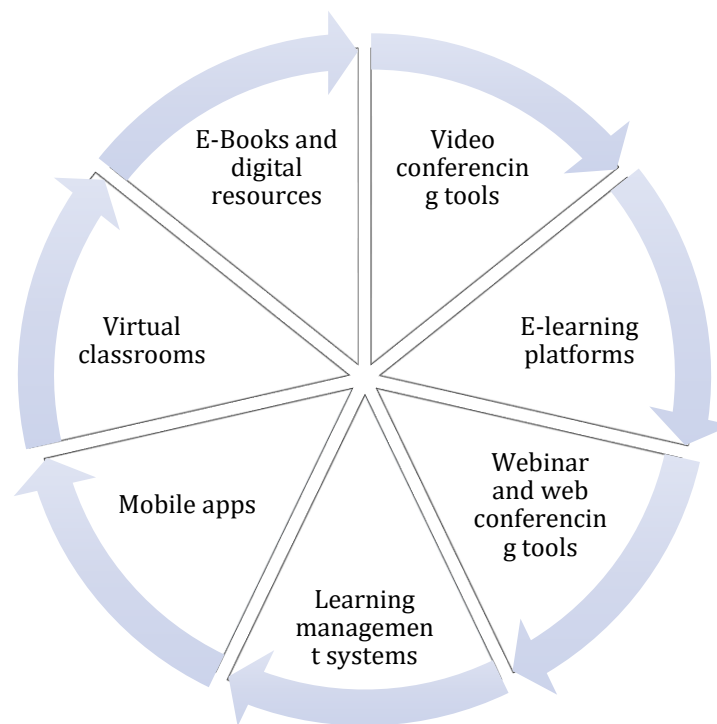 E-Books and
digital
resources
Video
conferencin
g tools
E-learning
platforms
Webinar
and web
conferencin
g tools
Learning
managemen
t systems
Mobile apps
Virtual
classrooms